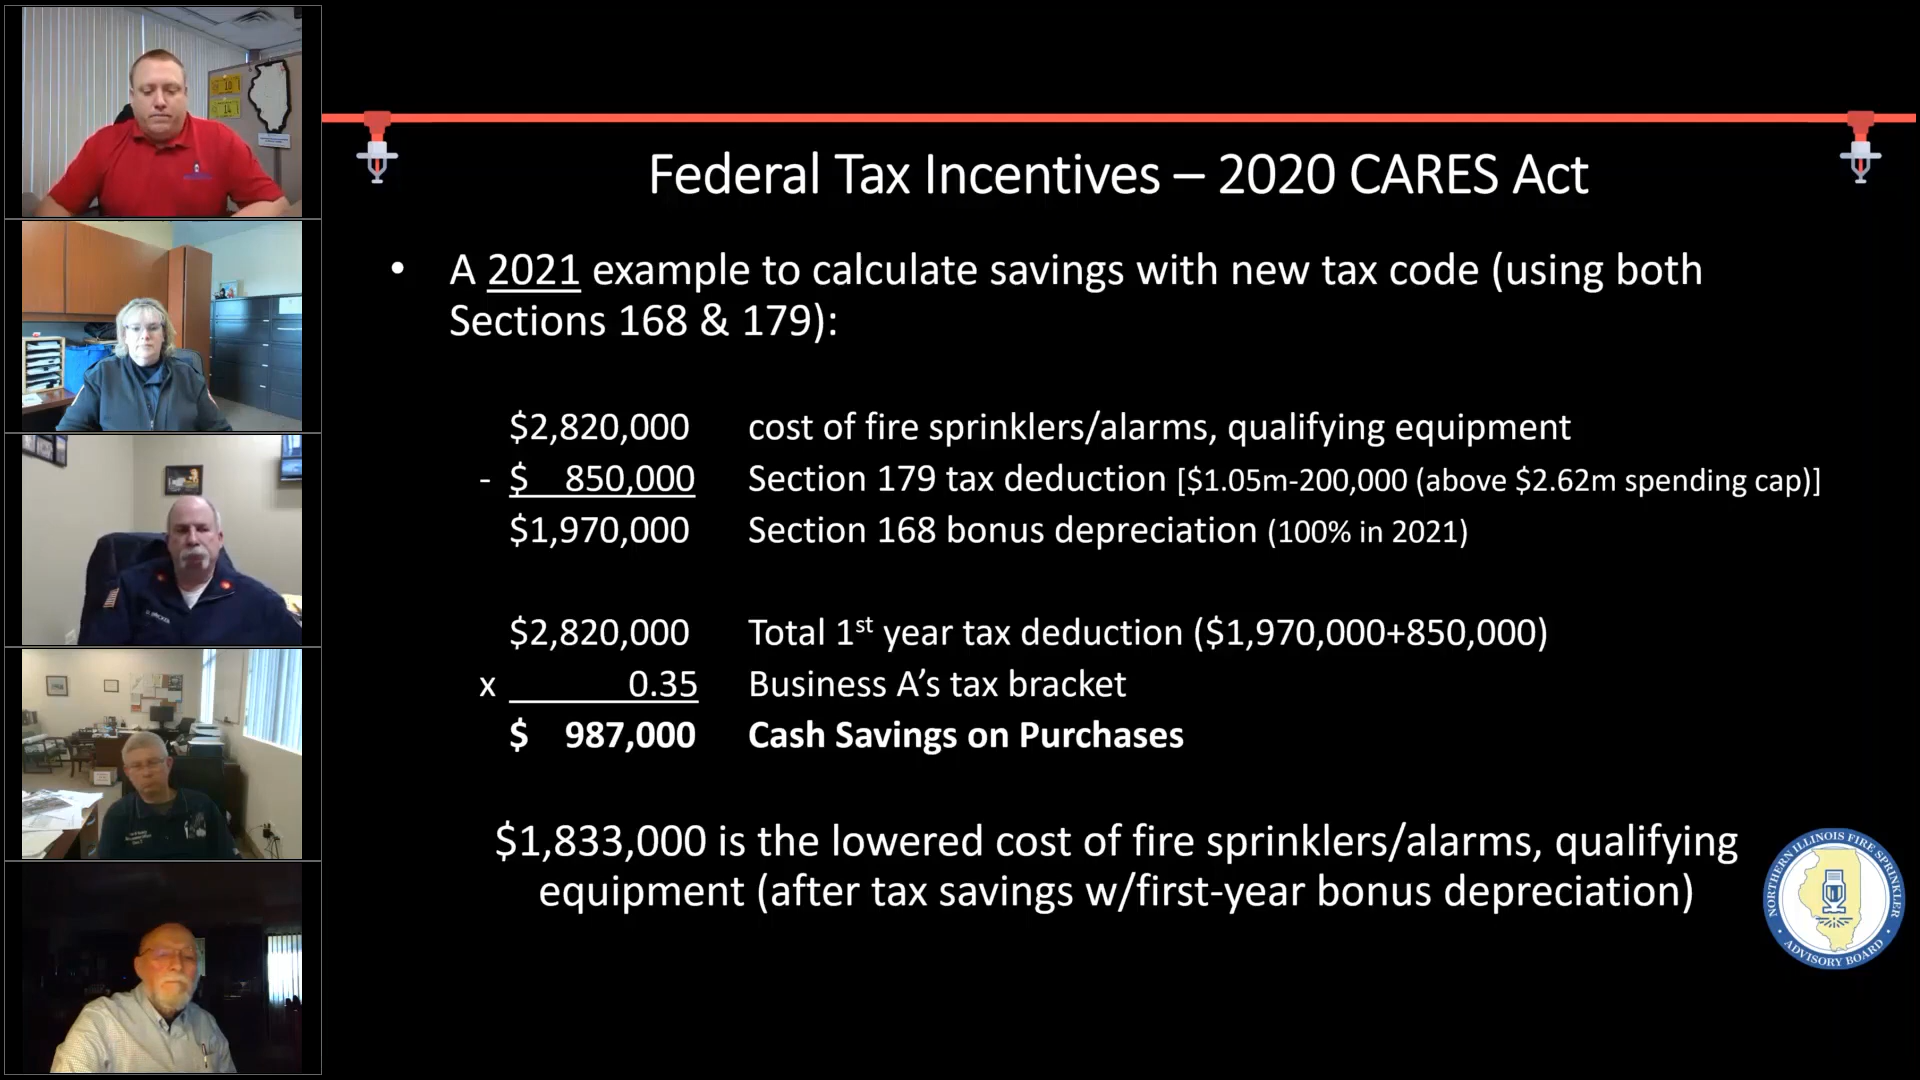 Federal Tax Incentives – 2020 CARES Act
• A 2021 example to calculate savings with new tax code (using both
Sections 168 & 179):
$2,820,000 cost of fire sprinklers/alarms, qualifying equipment
- $ 850,000 Section 179 tax deduction [$1.05m-200,000 (above $2.62m spending cap)]
$1,970,000 Section 168 bonus depreciation (100% in 2021)
$2,820,000 Total 1st year tax deduction ($1,970,000+850,000)
x 0.35 Business A’s tax bracket
$ 987,000 Cash Savings on Purchases
$1,833,000 is the lowered cost of fire sprinklers/alarms, qualifying
equipment (after tax savings w/first-year bonus depreciation)
NORTHERN ILLINOIS FIRE SPRINKLER
• ADVISORY BOARD •